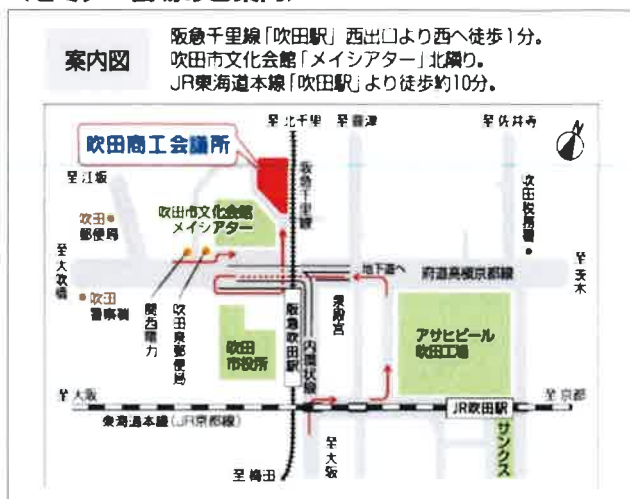 案内図
阪急千里線「吹田駅」西出口より西へ徒歩1分。
吹田市文化会館「メイシアター」北隣り。
JR東海道本線「吹田駅」より徒歩約10分。
至北千里
至豊津
至佐井寺
吹田商工会議所
阪急千里線
至江坂
吹田
郵便局
吹田市文化会館
メイシアター
吹田税務署
至大吹橋
地下道へ
府道高槻京都線
至茨木
吹田
警察署
関西電力
吹田泉郵便局
吹田
市役所
阪急吹田駅
内環状線
泉殿宮
アサヒビール
吹田工場
至大阪
東海道本線(JR京都線)
JR吹田駅
至京都
至梅田
至大阪
サンクス